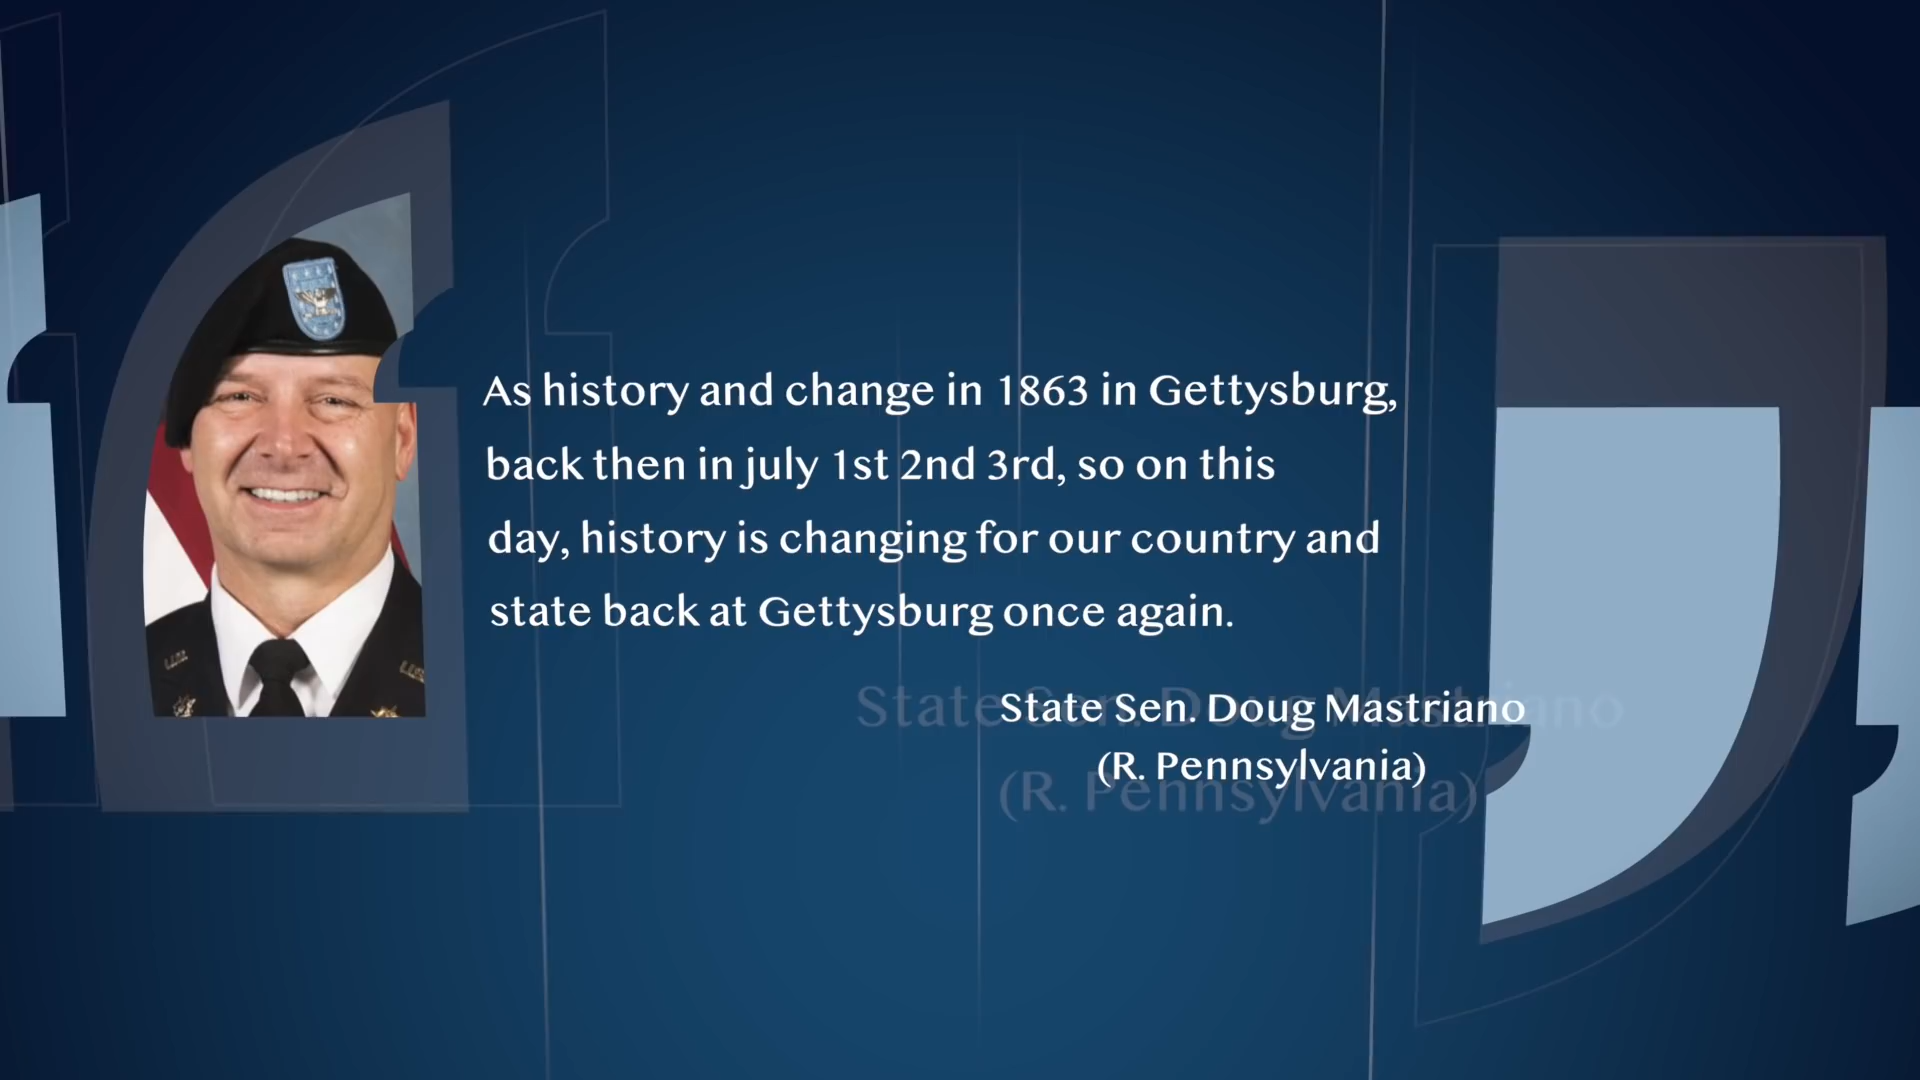 As history and change in 1863 in Gettysburg,
back then in july 1st 2nd 3rd, so on this
day, history is changing for our country and
state back at Gettysburg once again.
State Sen. Doug Mastriano
(R. Pennsylvania)